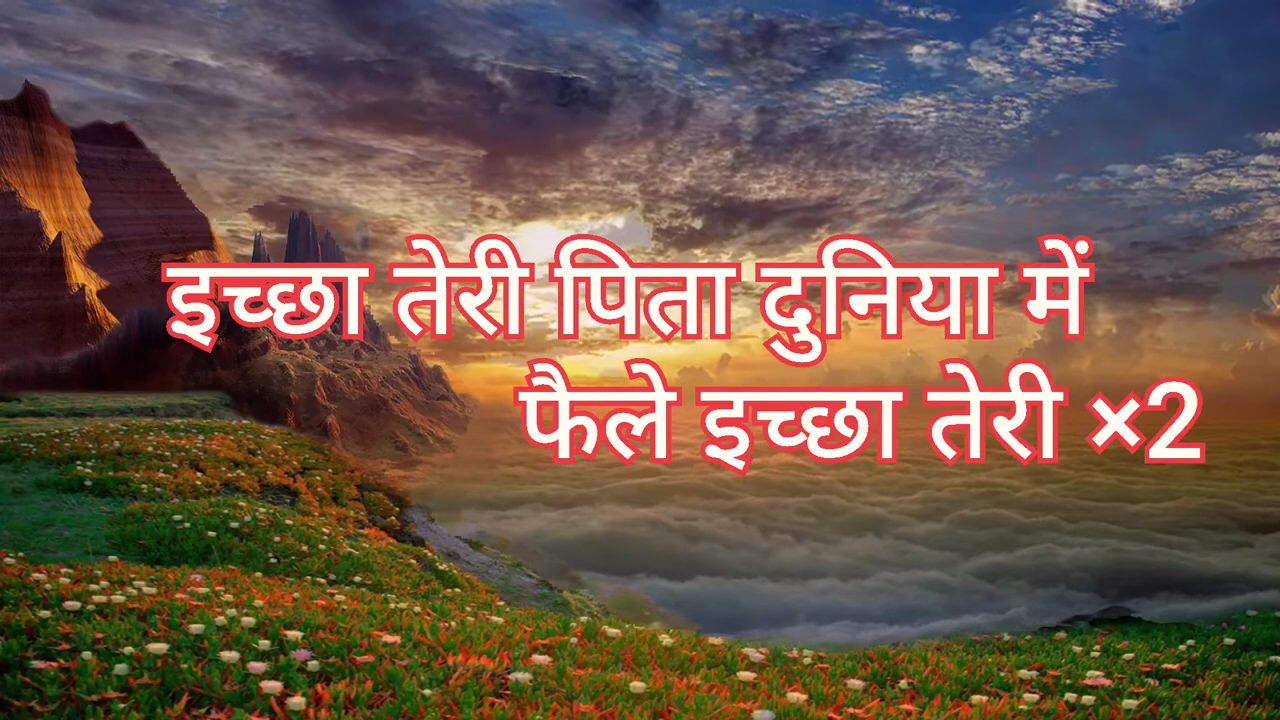 इच्छा तेरी पिता दुनिया में
फैले इच्छा तेरी ×2